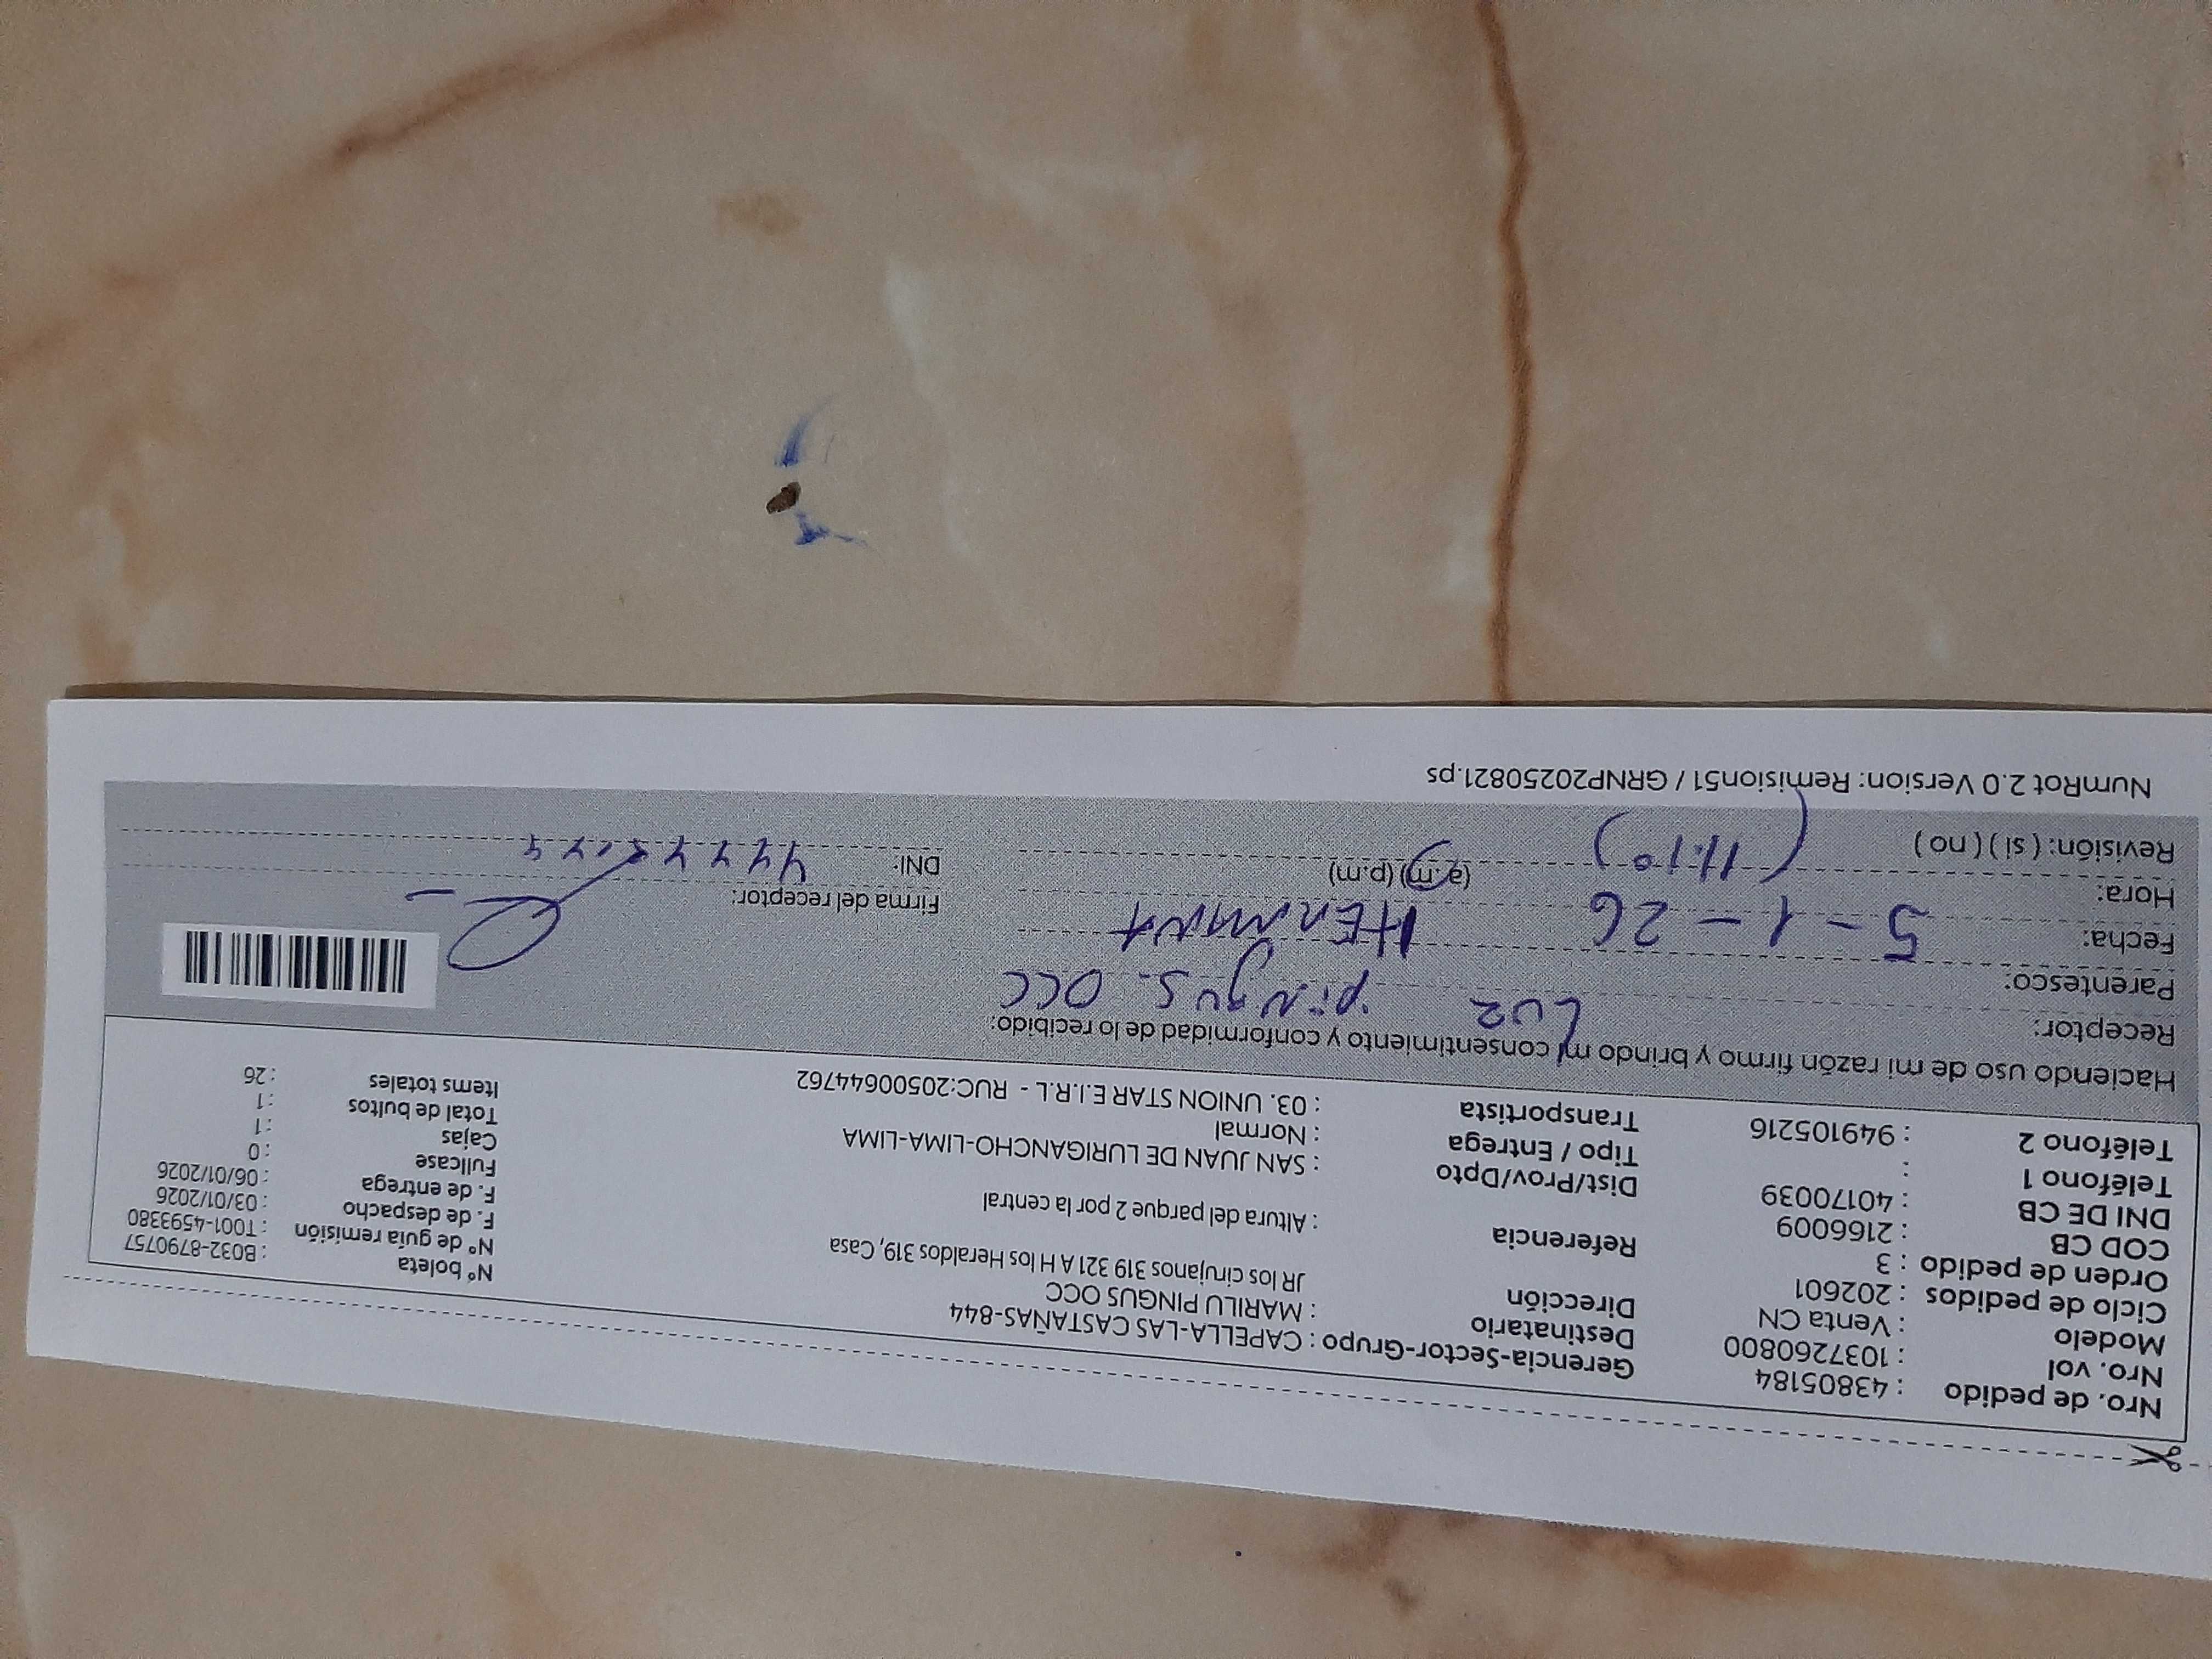 Nro. de pedido : 43805184
Nro. vol : 1037260800
Modelo : Venta CN
Ciclo de pedidos : 202601
Orden de pedido : 3
COD CB : 2166009
DNI DE CB : 40170039
Teléfono 1 :
Teléfono 2 : 949105216
Gerencia-Sector-Grupo : CAPELLA-LAS CASTAÑAS-844
Destinatario : MARILU PINGUS OCC
Dirección JR los cirujanos 319 321 A H los Heraldos 319, Casa
Referencia : Altura del parque 2 por la central
Dist/Prov/Dpto : SAN JUAN DE LURIGANCHO-LIMA-LIMA
Tipo / Entrega : Normal
Transportista : 03. UNION STAR E.I.R.L - RUC:20500644762
N° boleta : B032-8790757
N° de guía remisión : T001-4593380
F. de despacho : 03/01/2026
F. de entrega : 06/01/2026
Fullcase : 0
Cajas : 1
Total de bultos : 1
Items totales : 26
Haciendo uso de mi razón firmo y brindo mi consentimiento y conformidad de lo recibido:
Receptor: Luz pingus. OCC
Parentesco: HERMANA
Fecha: 5-1-26
Hora: (11:10) (a.m) (p.m)
Revisión: ( si ) ( no )
Firma del receptor:
DNI:
NumRot 2.0 Version: Remision51 / GRNP20250821.ps